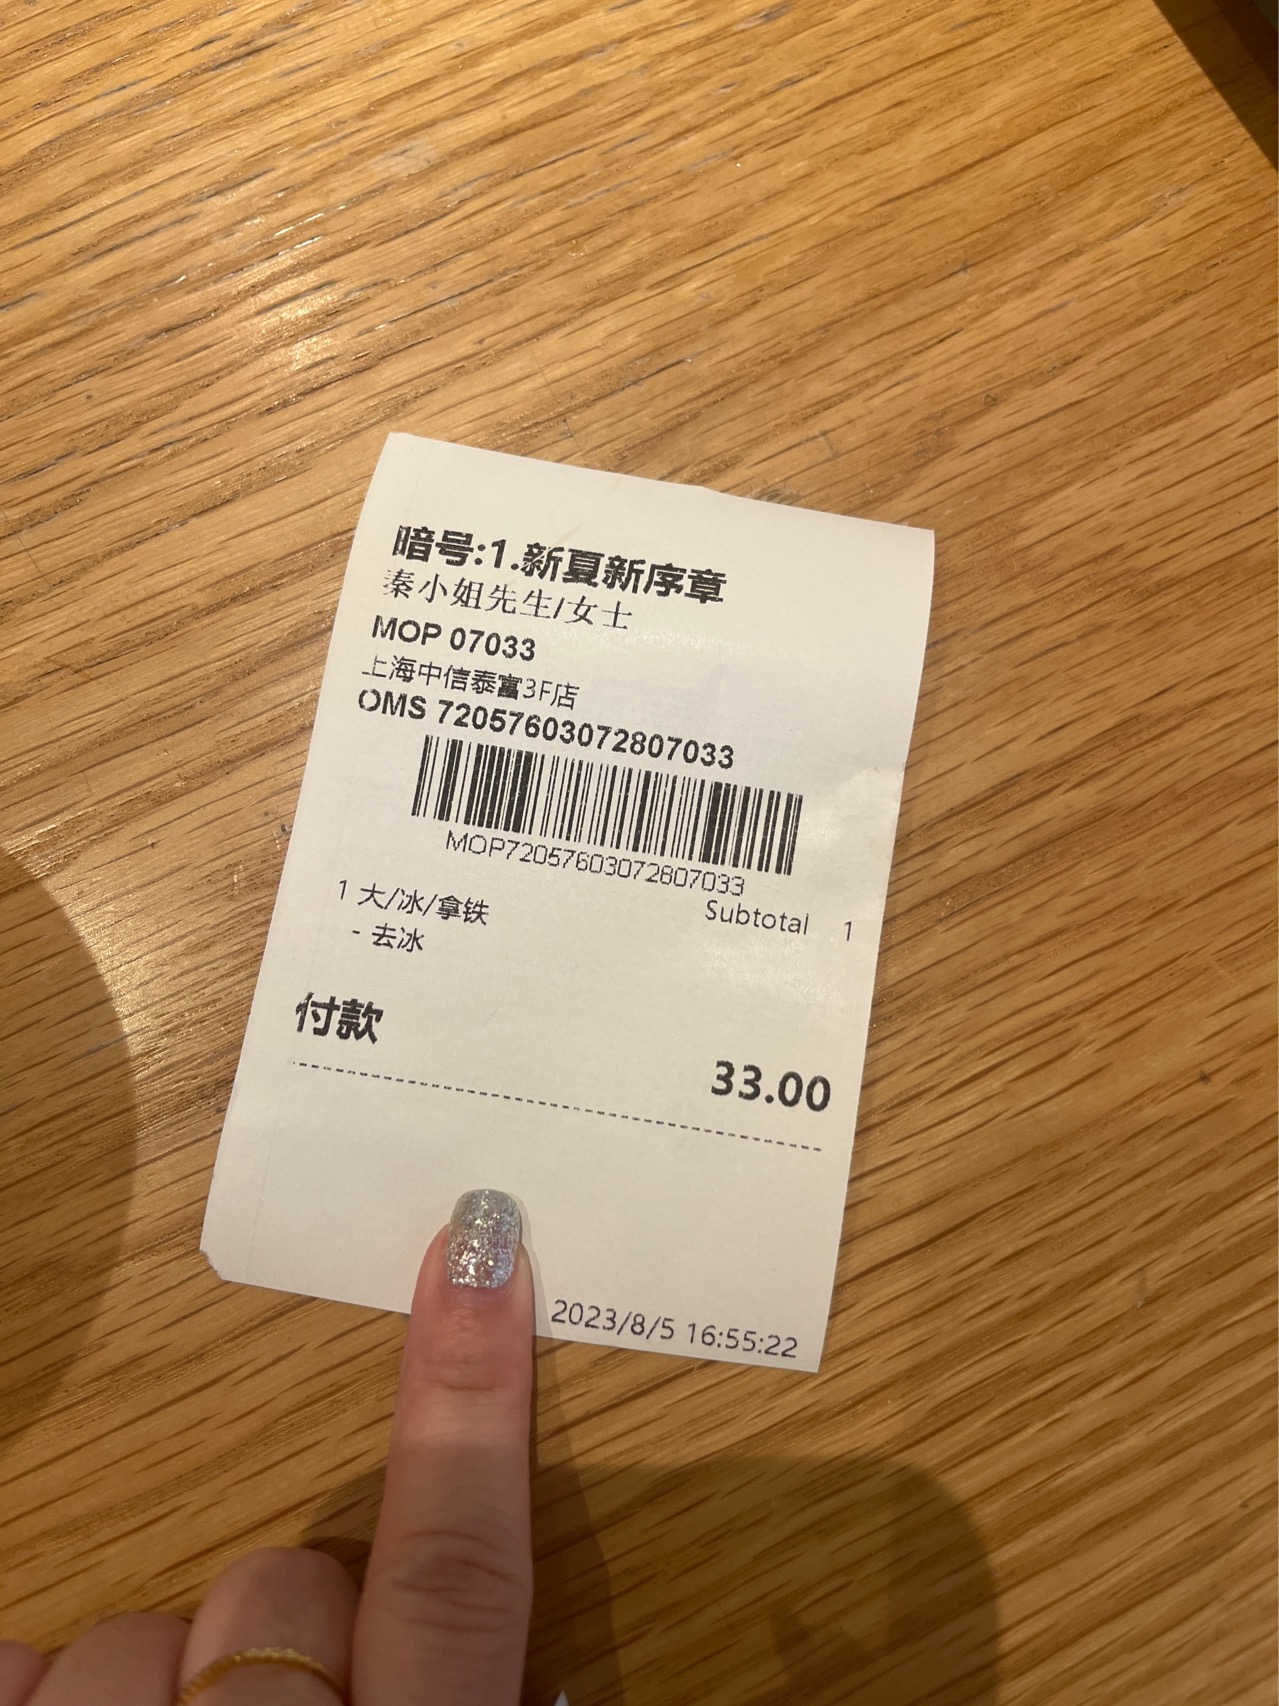 暗号:1.新夏新序章
秦小姐先生/女士
MOP 07033
上海中信泰富3F店
OMS 72057603072807033
MOP72057603072807033
1 大/冰/拿铁 Subtotal 1
- 去冰
付款 33.00
2023/8/5 16:55:22